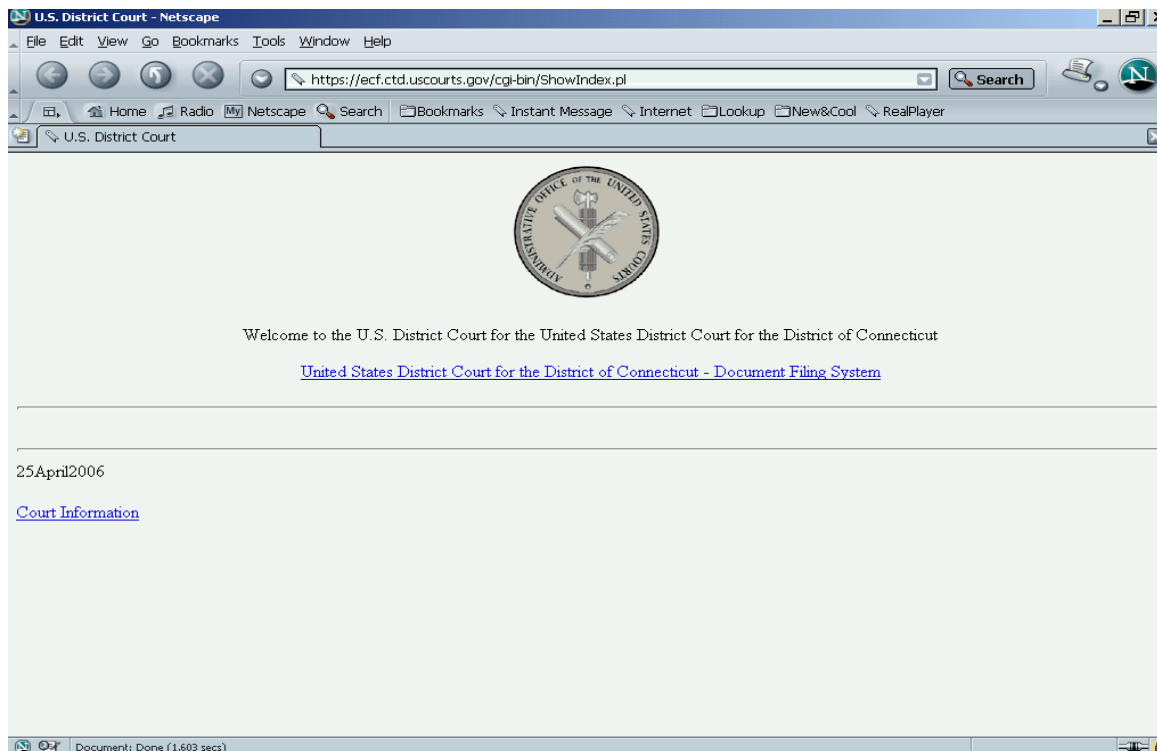 U.S. District Court - Netscape
File Edit View Go Bookmarks Tools Window Help
https://ecf.ctd.uscourts.gov/cgi-bin/ShowIndex.pl Search N
Home Radio My Netscape Search Bookmarks Instant Message Internet Lookup New&Cool RealPlayer
U.S. District Court
ADMINISTRATIVE OFFICE OF THE UNITED STATES COURTS
Welcome to the U.S. District Court for the United States District Court for the District of Connecticut
United States District Court for the District of Connecticut - Document Filing System
25April2006
Court Information
Document: Done (1.603 secs)